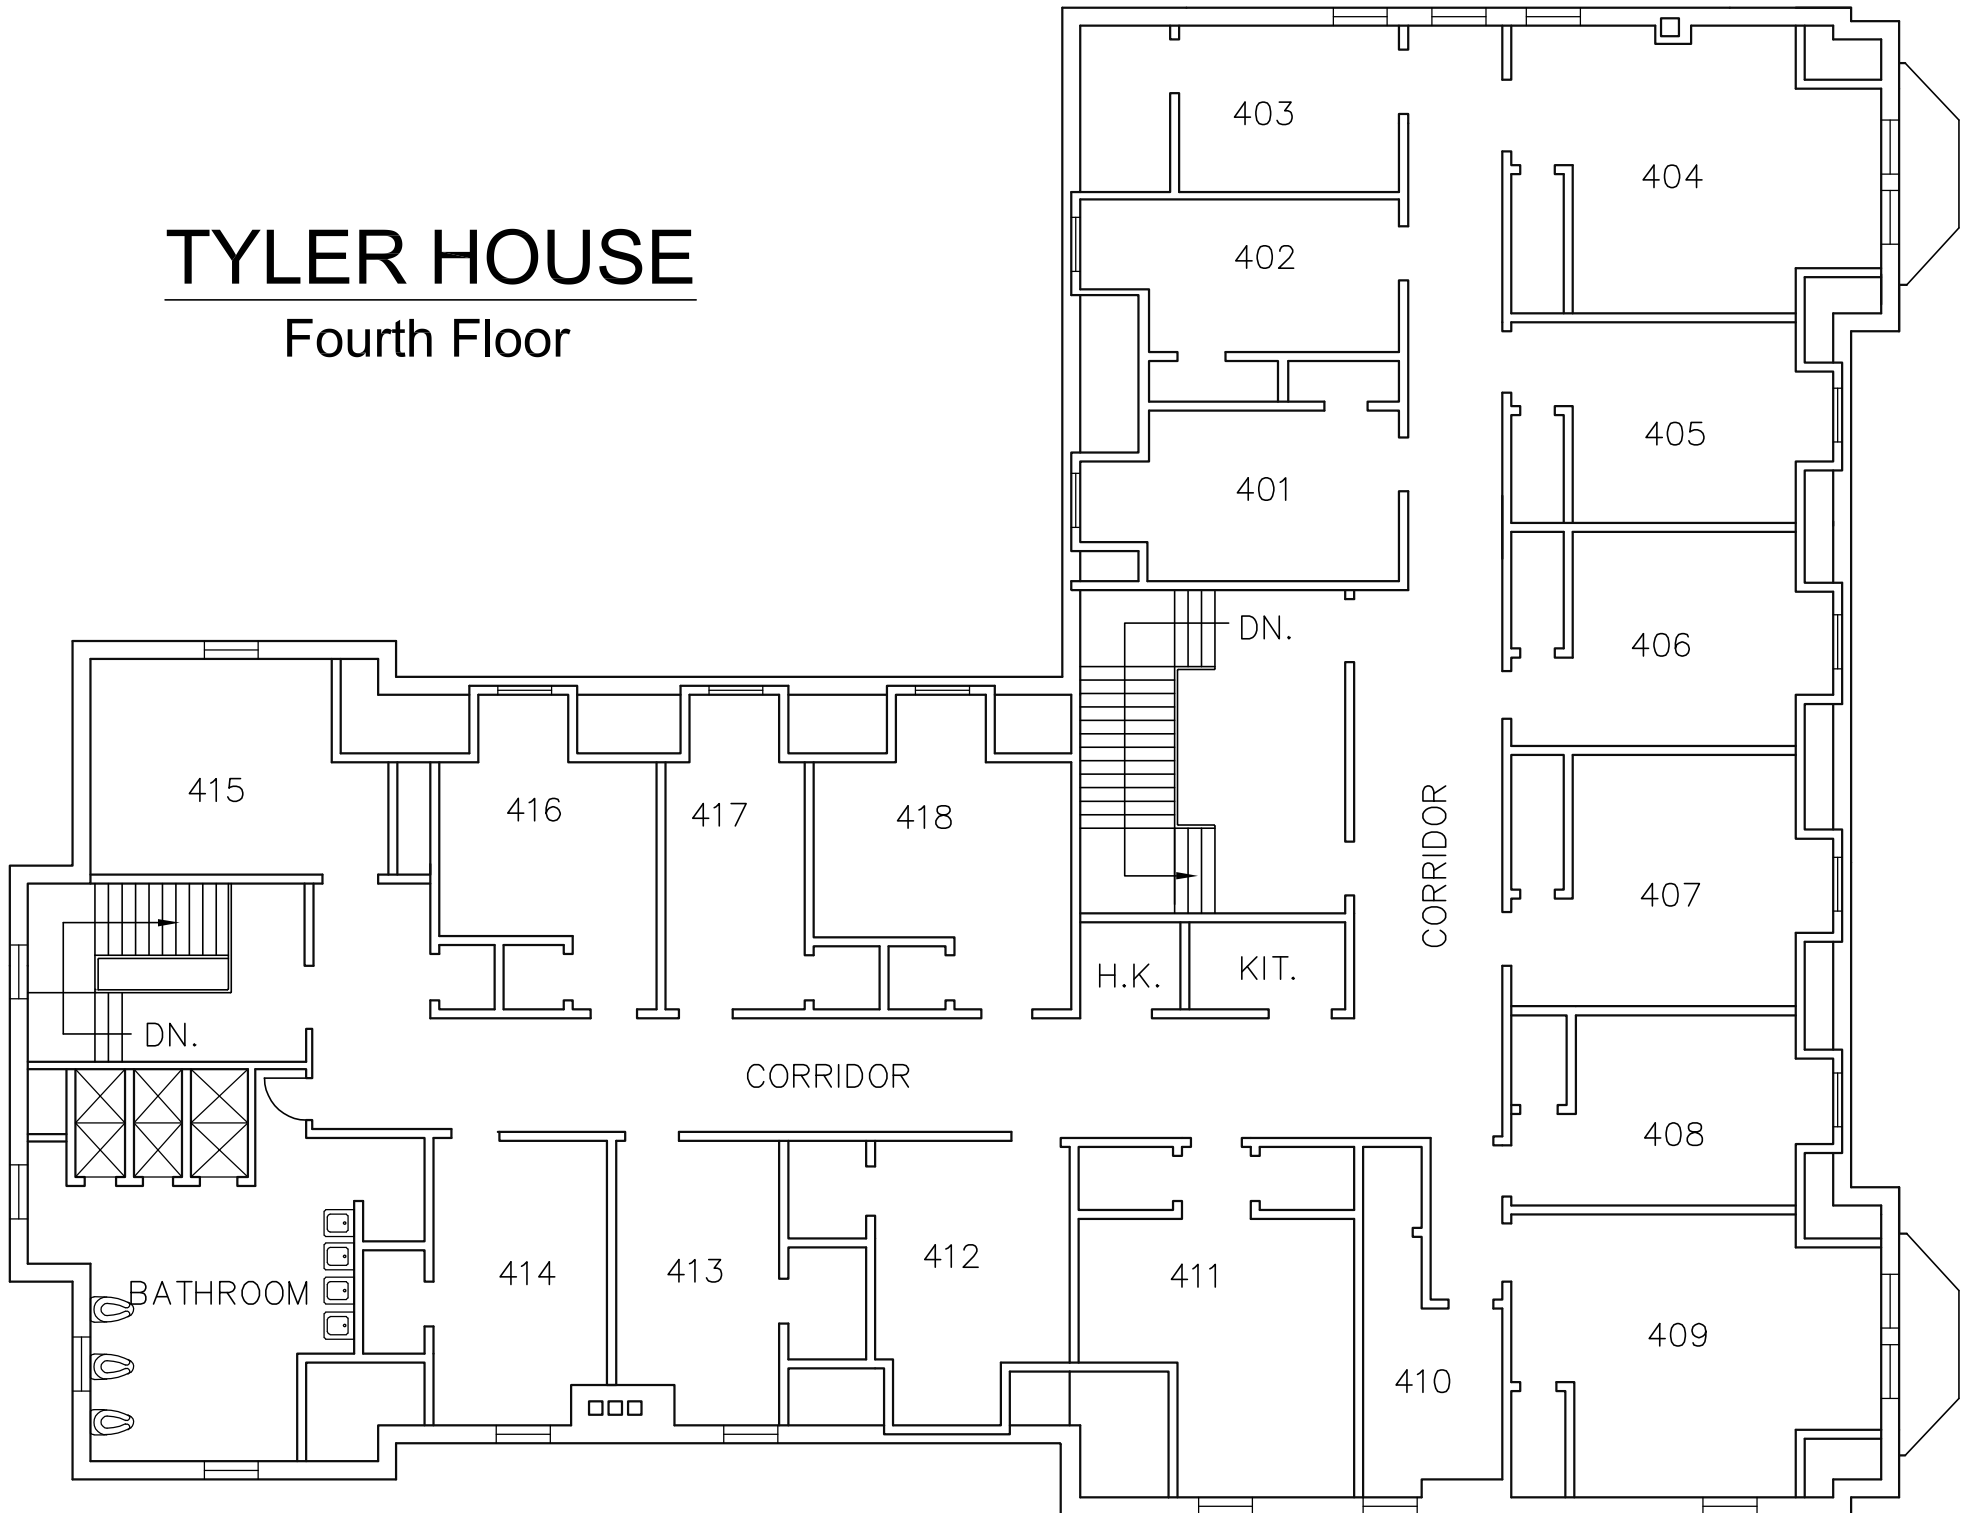 TYLER HOUSE
Fourth Floor
403
404
402
405
401
406
DN.
415
416
417
418
CORRIDOR
407
H.K.
KIT.
DN.
CORRIDOR
408
BATHROOM
414
413
412
411
410
409